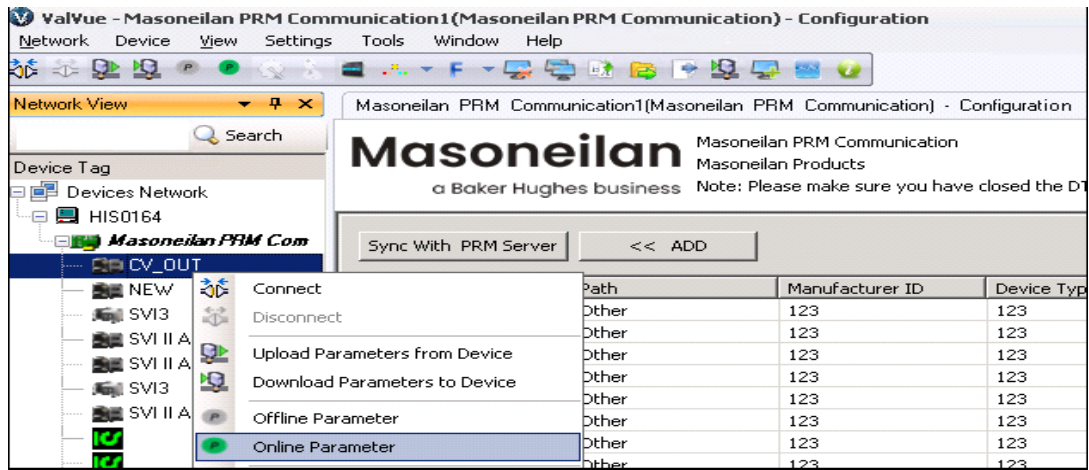 ValVue - Masoneilan PRM Communication1(Masoneilan PRM Communication) - Configuration
Network Device View Settings Tools Window Help
F
Network View
Search
Device Tag
Devices Network
HIS0164
Masoneilan PRM Com
CV_OUT
NEW
SVI3
SVI II A
SVI II A
SVI3
SVI II A
Connect
Disconnect
Upload Parameters from Device
Download Parameters to Device
P Offline Parameter
P Online Parameter
Masoneilan PRM Communication1(Masoneilan PRM Communication) - Configuration
Masoneilan
a Baker Hughes business
Masoneilan PRM Communication
Masoneilan Products
Note: Please make sure you have closed the DT
Sync With PRM Server << ADD
Path Manufacturer ID Device Typ
Other 123 123
Other 123 123
Other 123 123
Other 123 123
Other 123 123
Other 123 123
Other 123 123
Other 123 123